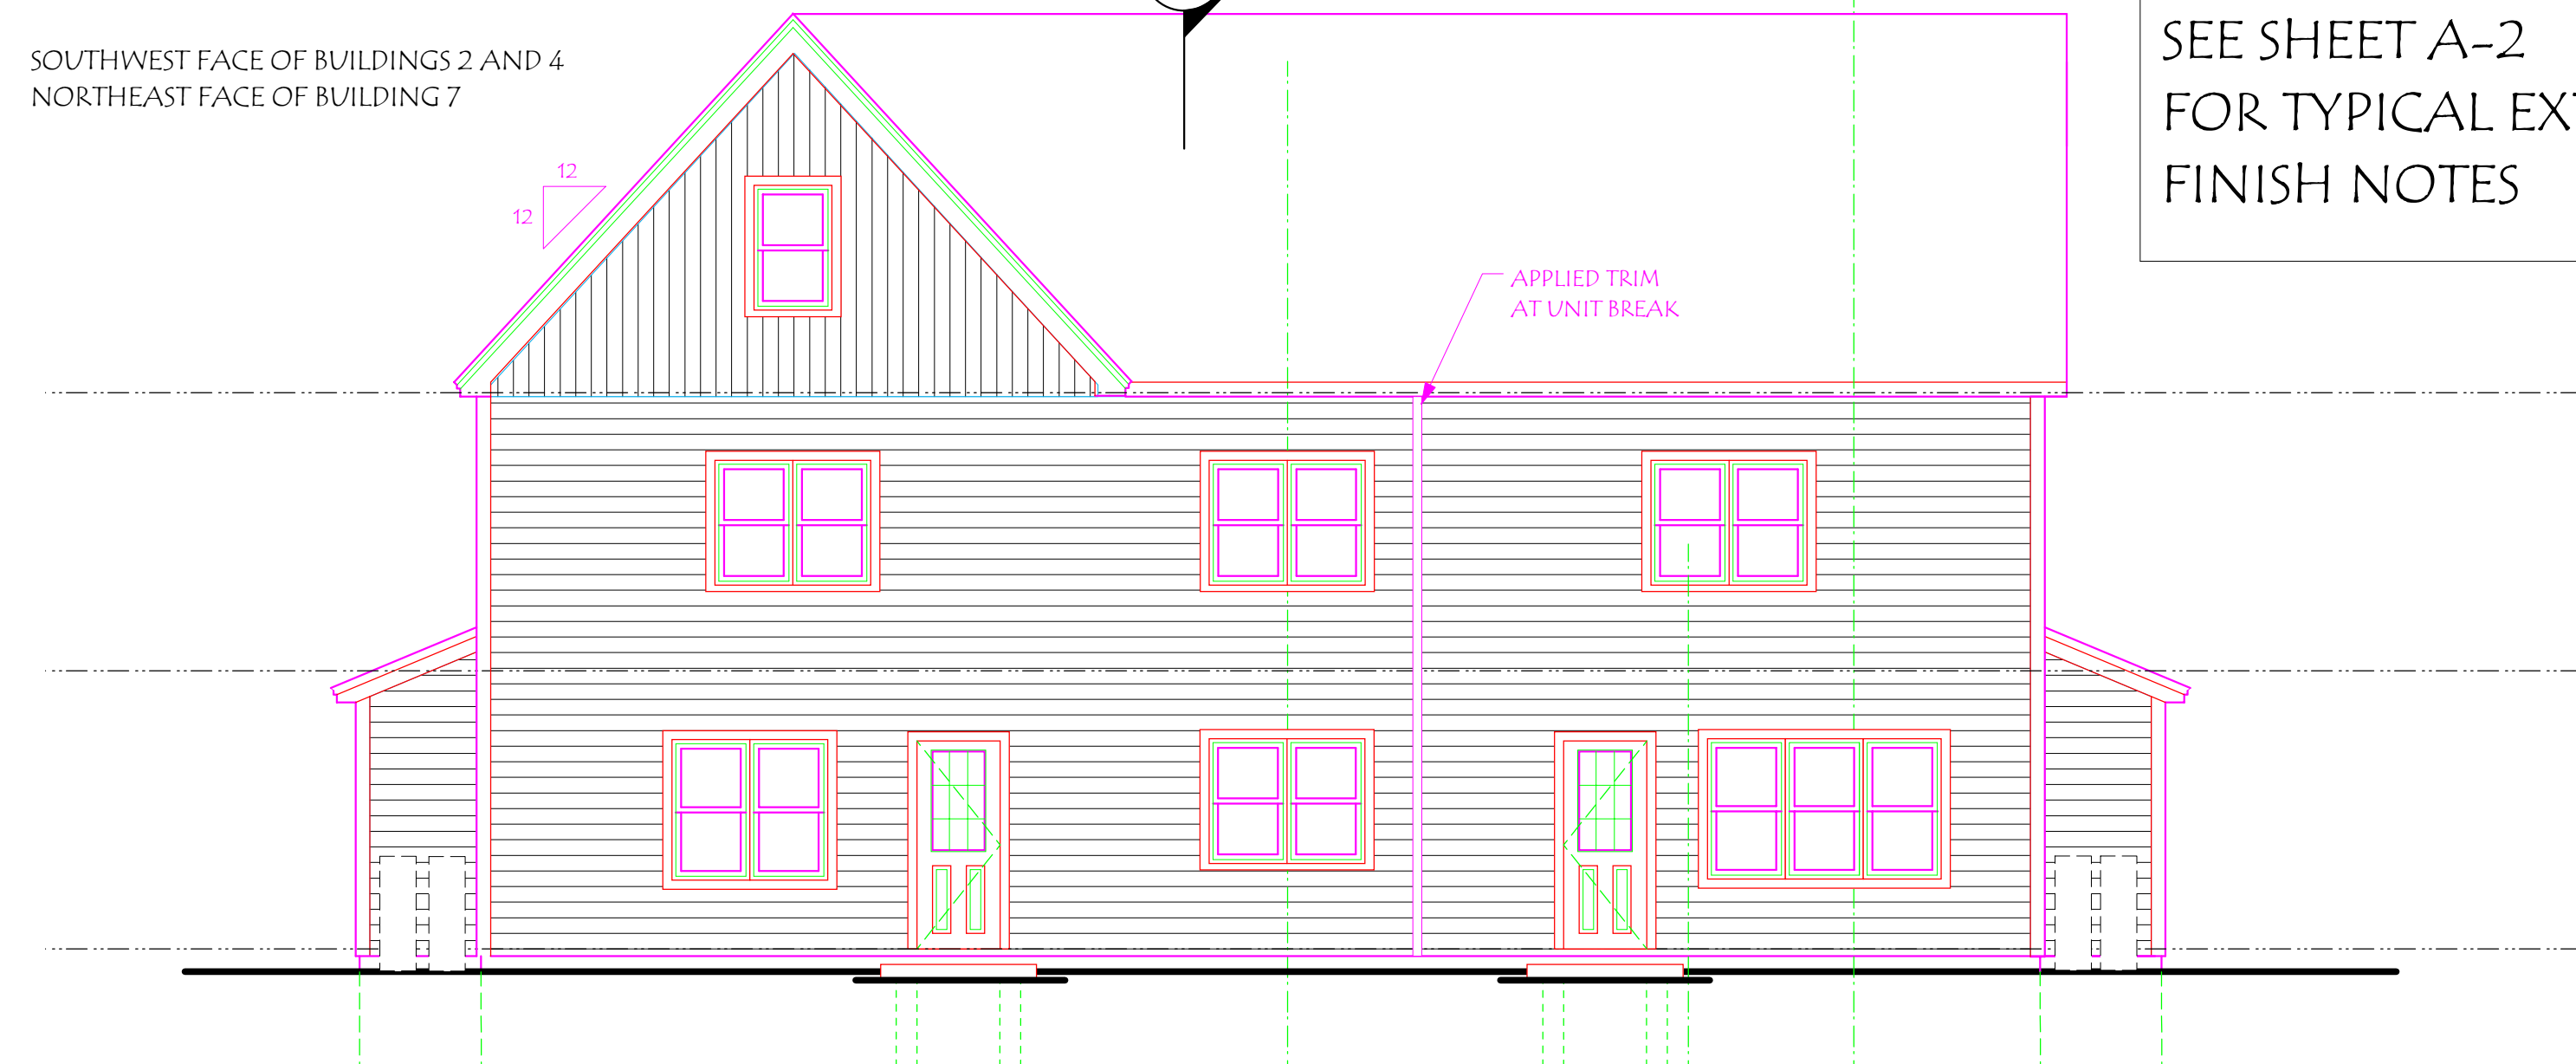 SOUTHWEST FACE OF BUILDINGS 2 AND 4
NORTHEAST FACE OF BUILDING 7
SEE SHEET A-2
FOR TYPICAL
FINISH NOTES
12
12
APPLIED TRIM
AT UNIT BREAK